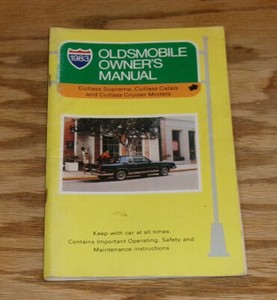 1983
OLDSMOBILE
OWNER'S
MANUAL
Cutlass Supreme, Cutlass Calais
and Cutlass Cruiser Models
Keep with car at all times
Contains Important Operating, Safety and
Maintenance instructions